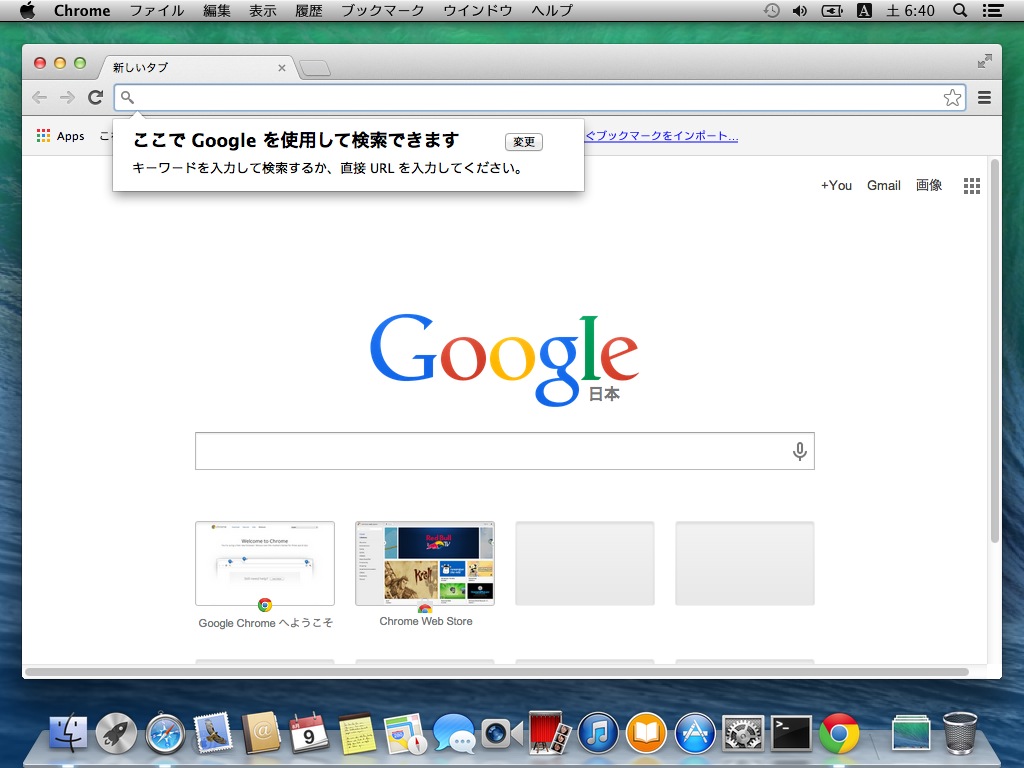 Chrome ファイル 編集 表示 履歴 ブックマーク ウインドウ ヘルプ A 土 6:40
新しいタブ
Apps
ぐブックマークをインポート...
ここで Google を使用して検索できます 変更
キーワードを入力して検索するか、直接 URL を入力してください。
+You Gmail 画像
Google
日本
Welcome to Chrome
Red Bull
TV
Google Chrome へようこそ
Chrome Web Store
9